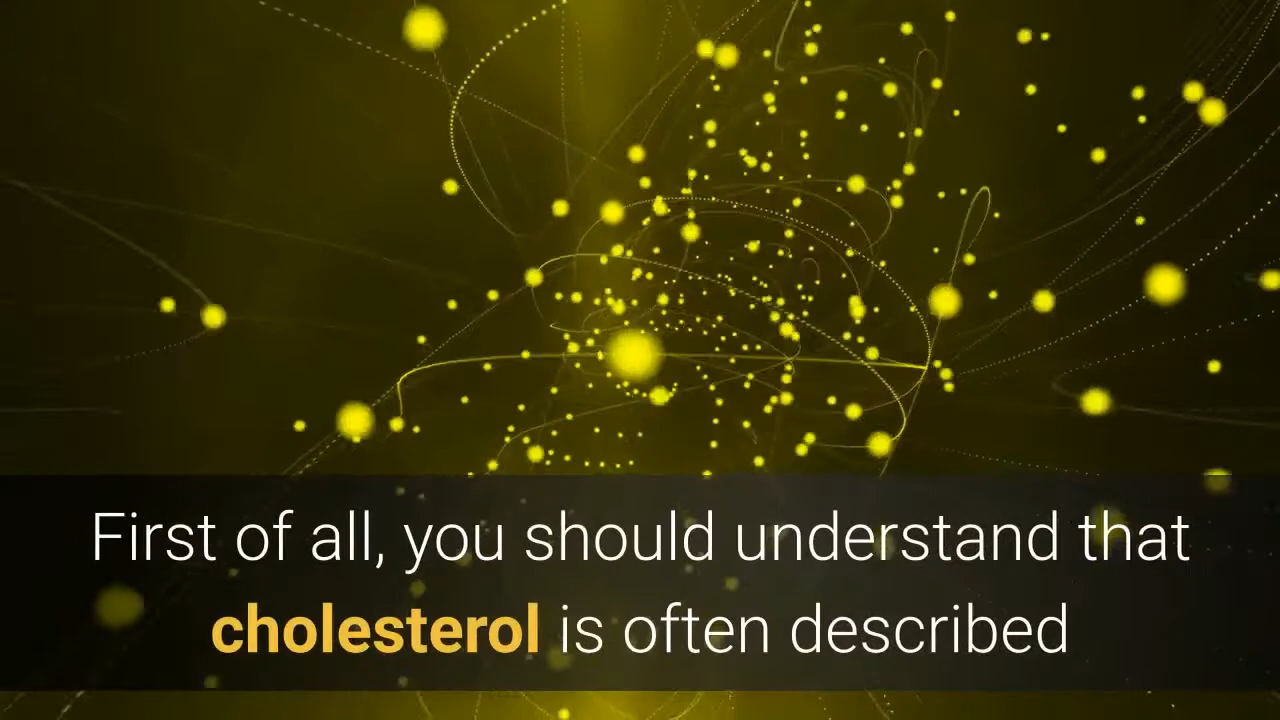 First of all, you should understand that
cholesterol is often described